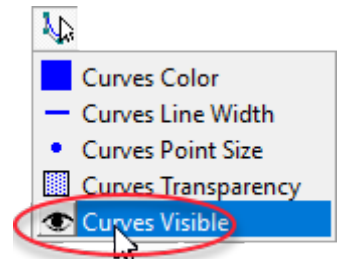 Curves Color
Curves Line Width
Curves Point Size
Curves Transparency
Curves Visible